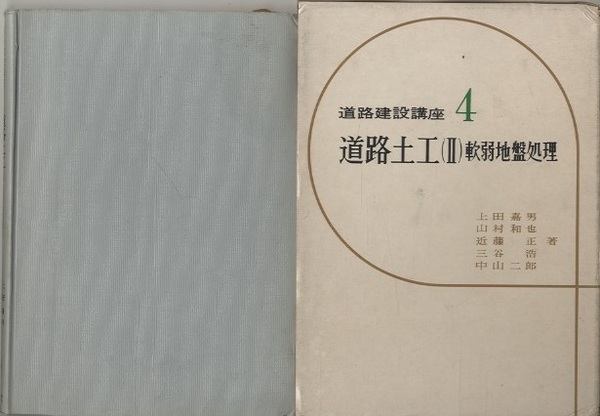 道路建設講座 4
道路土工(Ⅱ)軟弱地盤処理
上田嘉男
山村和也
近藤 正 著
三谷 浩
中山二郎